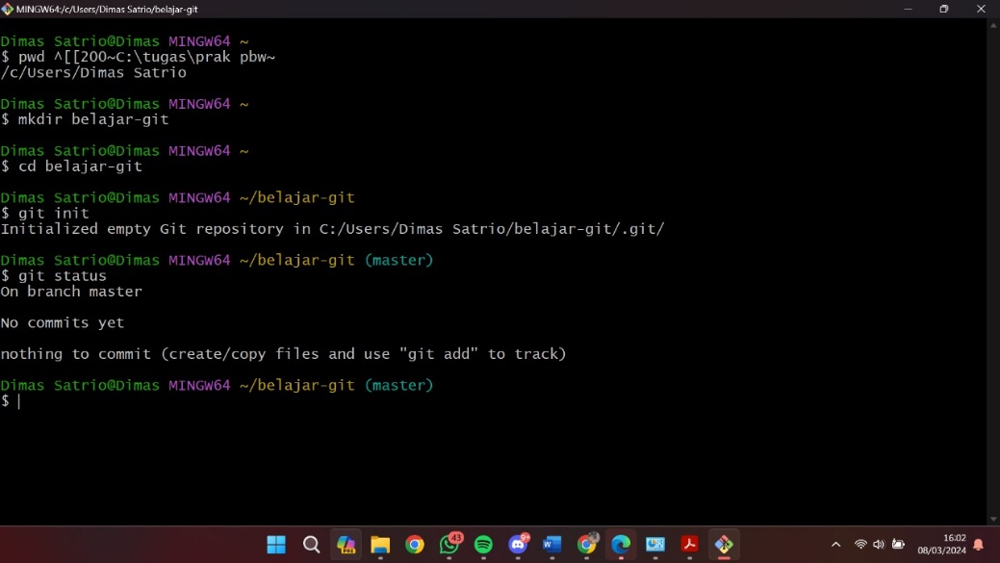 MINGW64:/c/Users/Dimas Satrio/belajar-git
Dimas Satrio@Dimas MINGW64 ~
$ pwd ^[[200~C:\tugas\prak pbw~
/c/Users/Dimas Satrio
Dimas Satrio@Dimas MINGW64 ~
$ mkdir belajar-git
Dimas Satrio@Dimas MINGW64 ~
$ cd belajar-git
Dimas Satrio@Dimas MINGW64 ~/belajar-git
$ git init
Initialized empty Git repository in C:/Users/Dimas Satrio/belajar-git/.git/
Dimas Satrio@Dimas MINGW64 ~/belajar-git (master)
$ git status
On branch master
No commits yet
nothing to commit (create/copy files and use "git add" to track)
Dimas Satrio@Dimas MINGW64 ~/belajar-git (master)
$
PRE
43
9+
W
16:02
08/03/2024